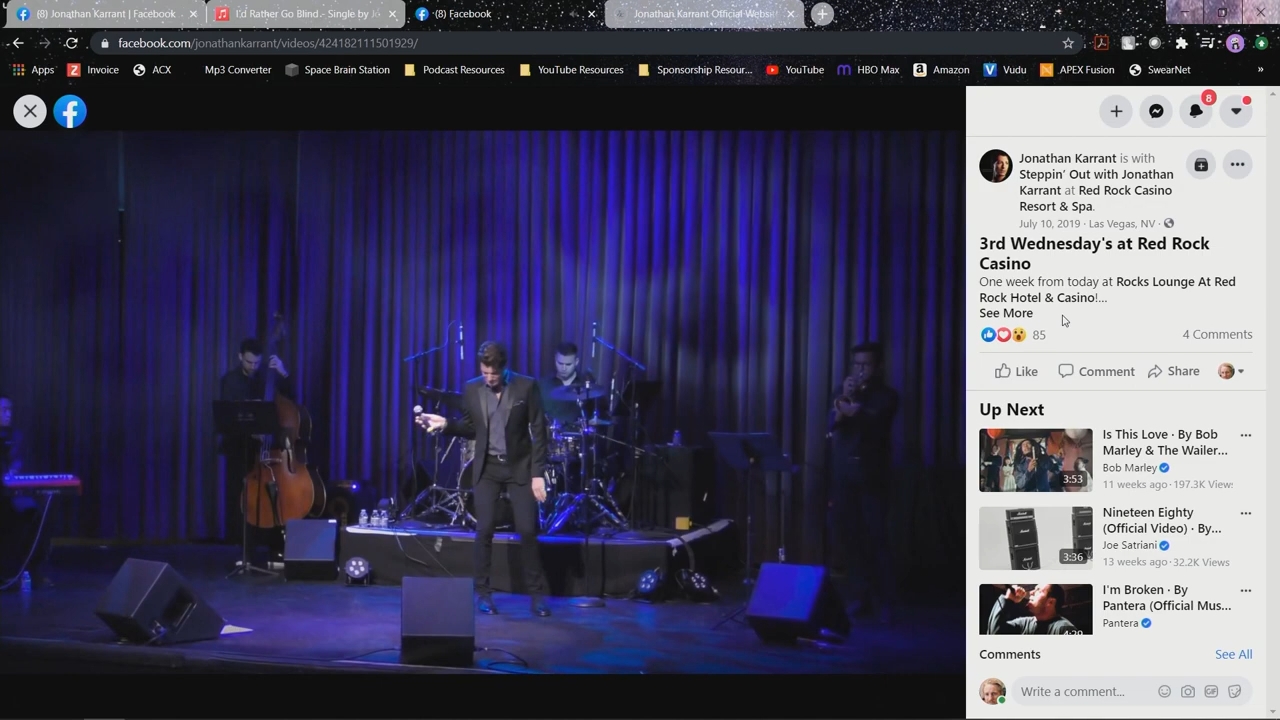 (8) Jonathan Karrant | Facebook
I'd Rather Go Blind - Single by Jo
(8) Facebook
Jonathan Karrant Official Websit
facebook.com/jonathankarrant/videos/424182111501929/
Apps Invoice ACX Mp3 Converter Space Brain Station Podcast Resources YouTube Resources Sponsorship Resour... YouTube HBO Max Amazon Vudu APEX Fusion SwearNet »
8
Jonathan Karrant is with
Steppin' Out with Jonathan
Karrant at Red Rock Casino
Resort & Spa.
July 10, 2019 · Las Vegas, NV ·
3rd Wednesday's at Red Rock
Casino
One week from today at Rocks Lounge At Red
Rock Hotel & Casino!...
See More
85 4 Comments
Like Comment Share
Up Next
Is This Love · By Bob
Marley & The Wailer...
Bob Marley
11 weeks ago · 197.3K Views
3:53
Nineteen Eighty
(Official Video) · By...
Joe Satriani
13 weeks ago · 32.2K Views
3:36
I'm Broken · By
Pantera (Official Mus...
Pantera
Comments See All
Write a comment... GIF